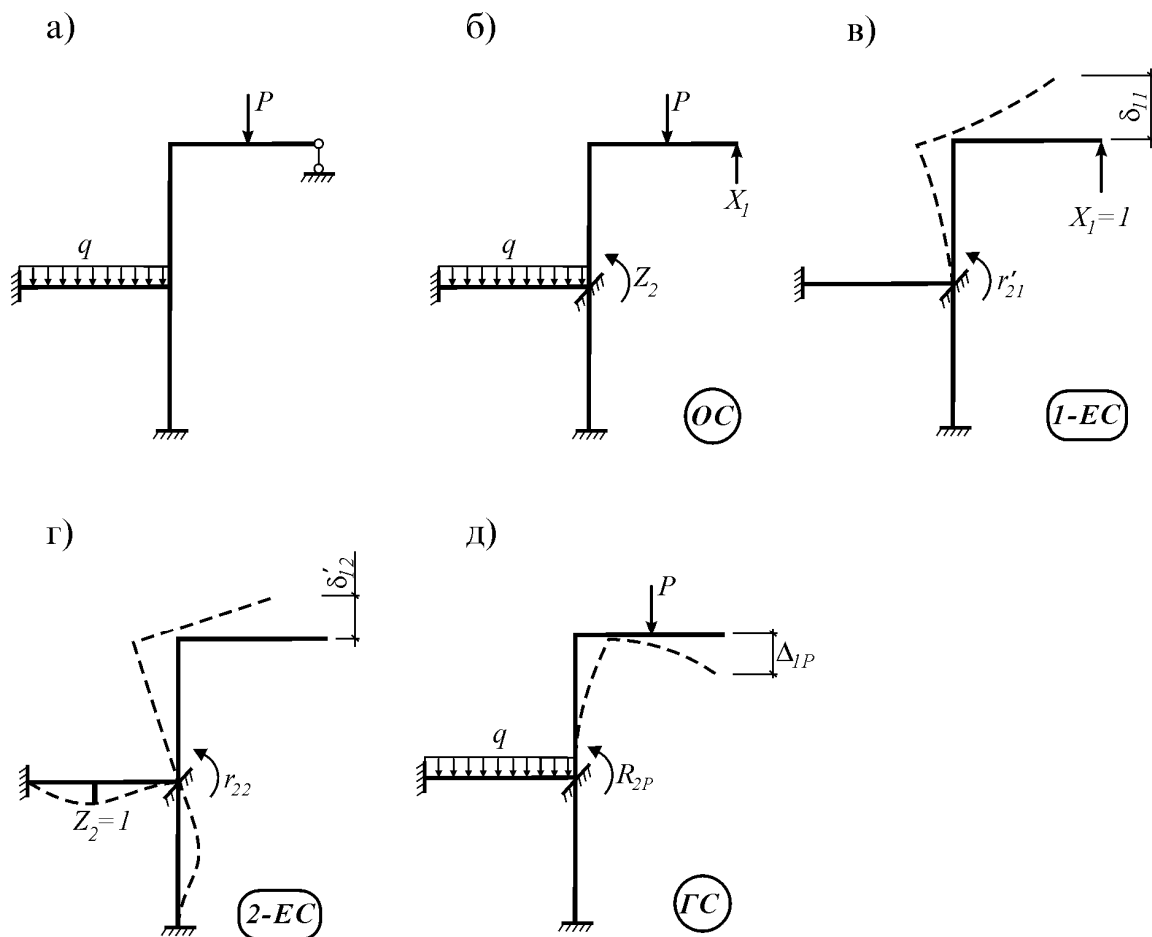 а)
б)
в)
P
q
P
X₁
q
Z₂
ОС
δ₁₁
X₁=1
r′₂₁
1-ЕС
г)
д)
δ′₁₂
r₂₂
Z₂=1
2-ЕС
P
Δ₁P
q
R₂P
ГС